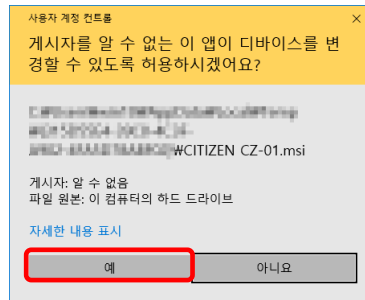 사용자 계정 컨트롤
게시자를 알 수 없는 이 앱이 디바이스를 변
경할 수 있도록 허용하시겠어요?
₩CITIZEN CZ-01.msi
게시자: 알 수 없음
파일 원본: 이 컴퓨터의 하드 드라이브
자세한 내용 표시
예
아니요